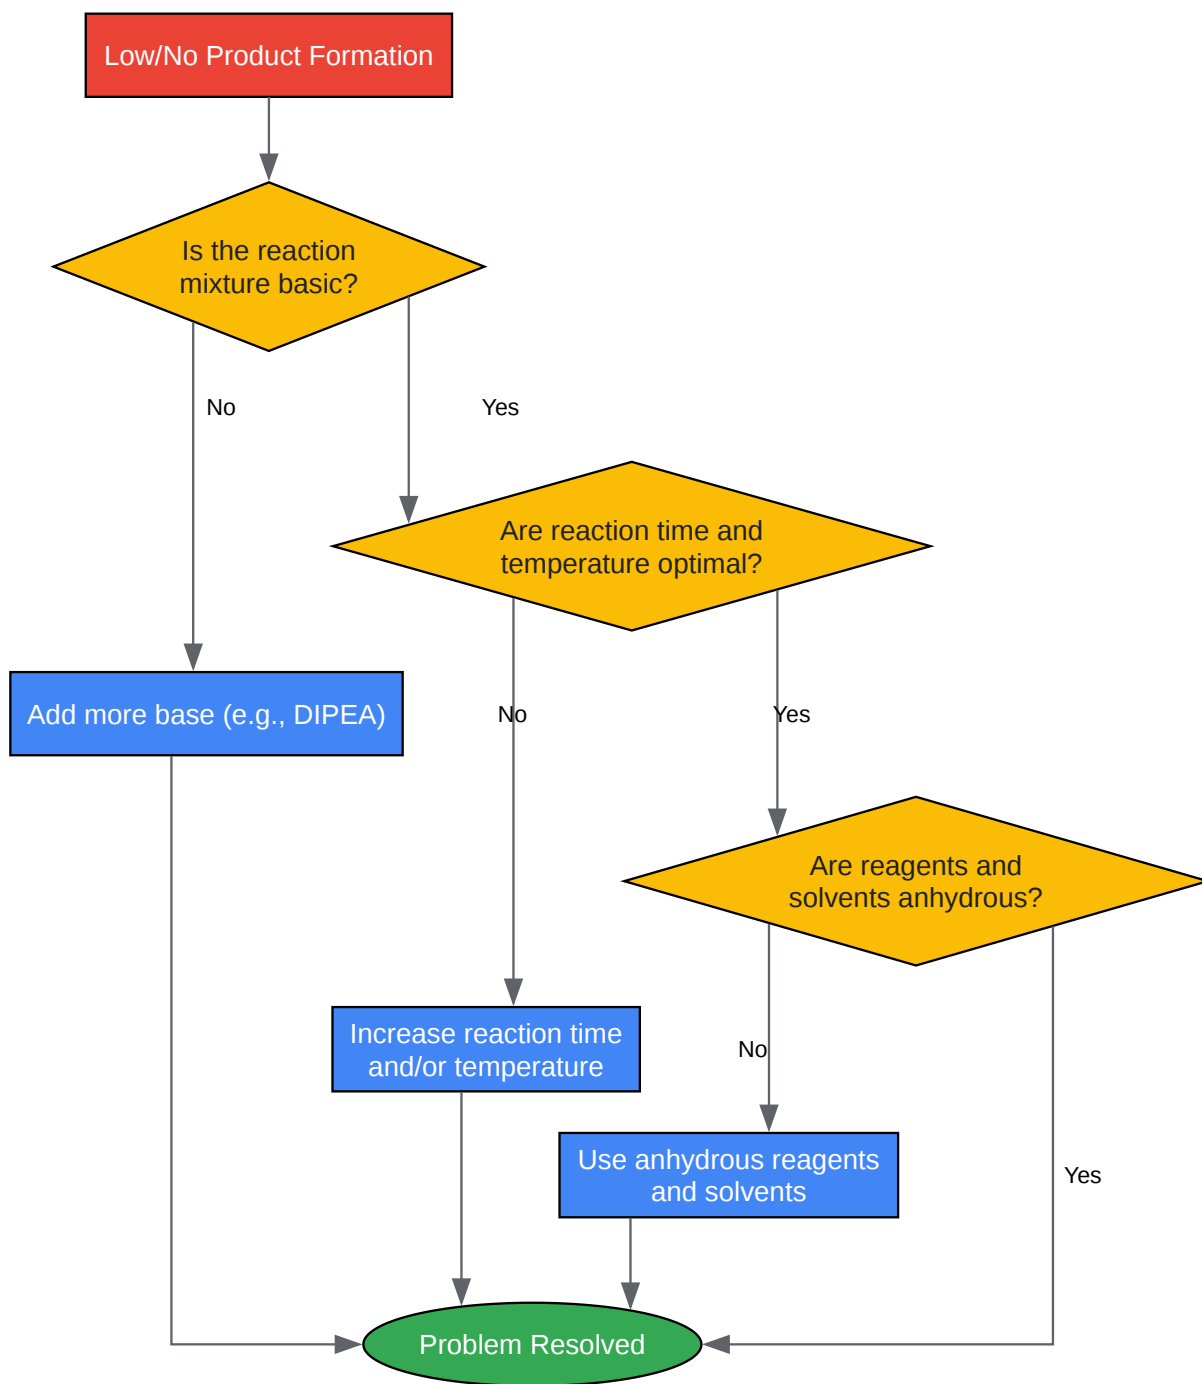 Low/No Product Formation
Is the reaction
mixture basic?
No
Yes
Are reaction time and
temperature optimal?
Add more base (e.g., DIPEA)
No
Yes
Are reagents and
solvents anhydrous?
Increase reaction time
and/or temperature
No
Use anhydrous reagents
and solvents
Yes
Problem Resolved